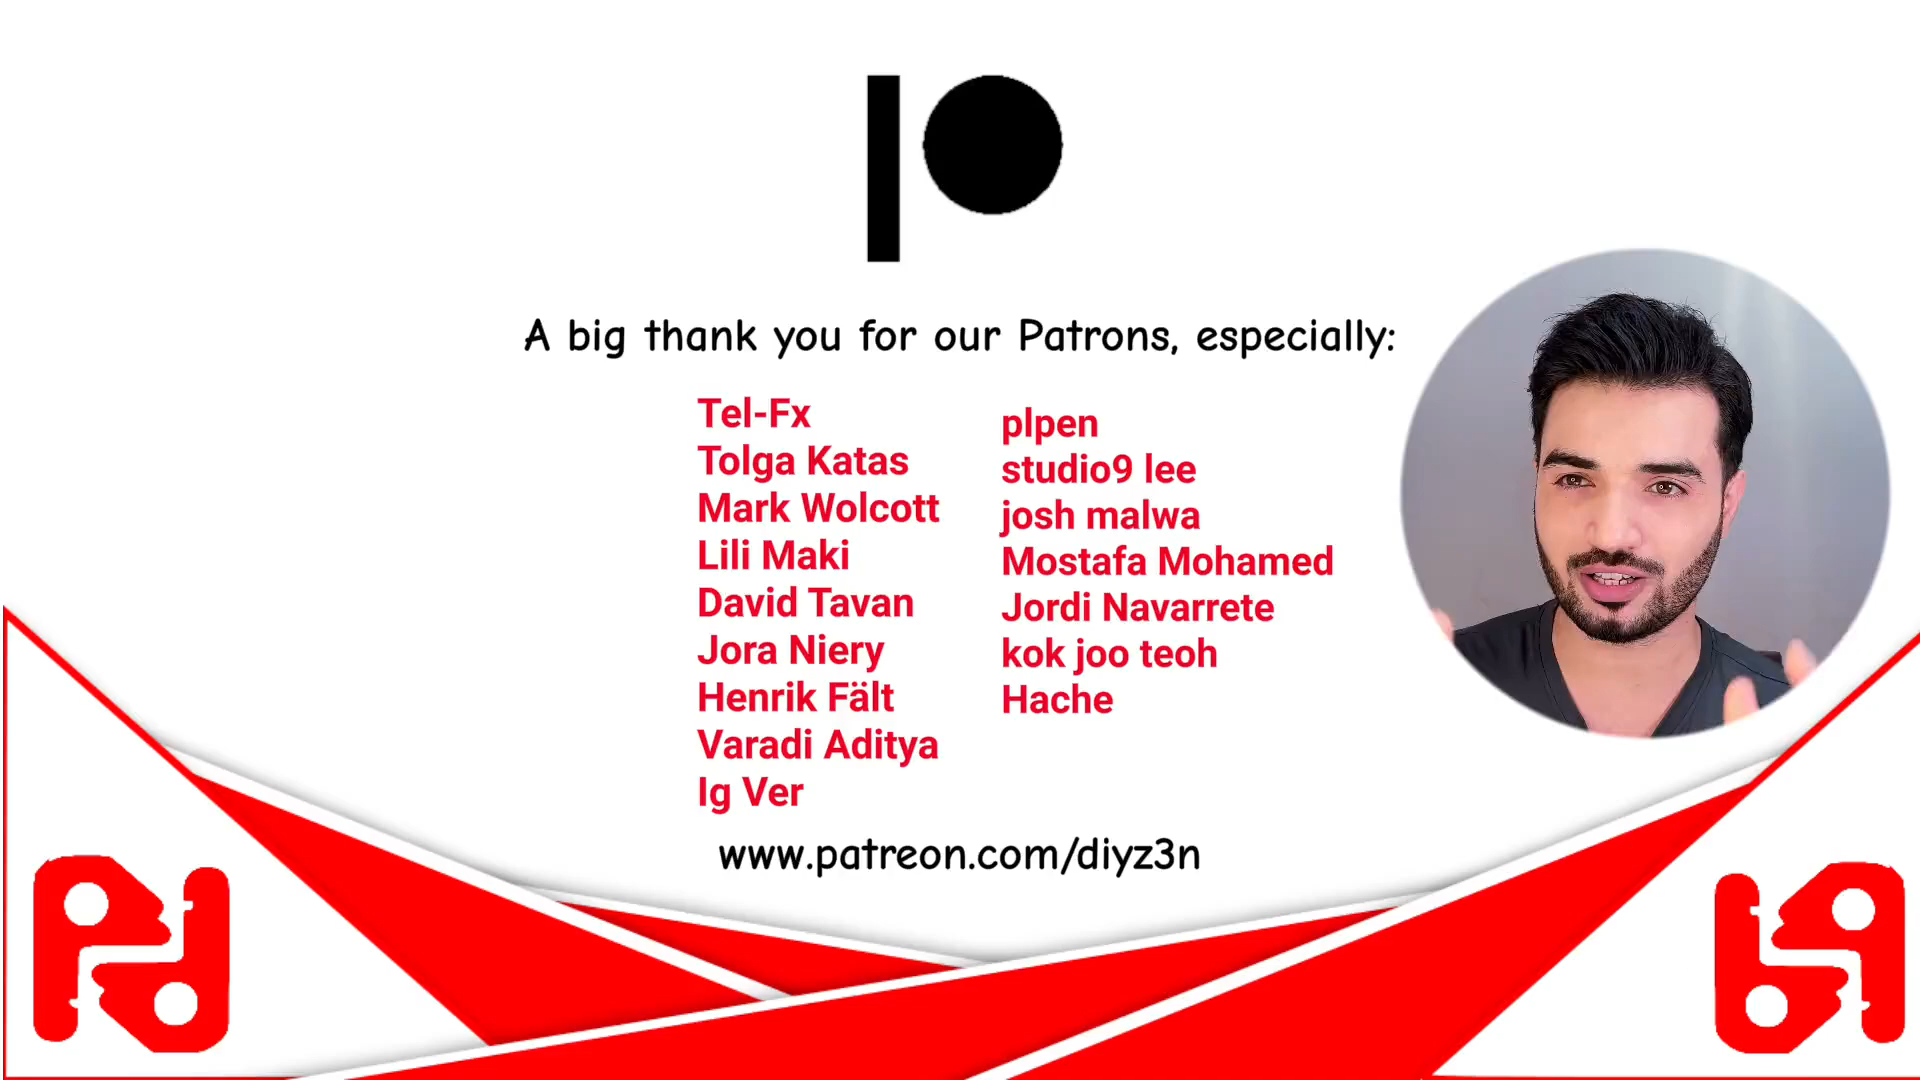 A big thank you for our Patrons, especially:
Tel-Fx
Tolga Katas
Mark Wolcott
Lili Maki
David Tavan
Jora Niery
Henrik Fält
Varadi Aditya
Ig Ver
plpen
studio9 lee
josh malwa
Mostafa Mohamed
Jordi Navarrete
kok joo teoh
Hache
www.patreon.com/diyz3n